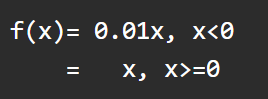 f(x)= 0.01x, x<0
=   x, x>=0